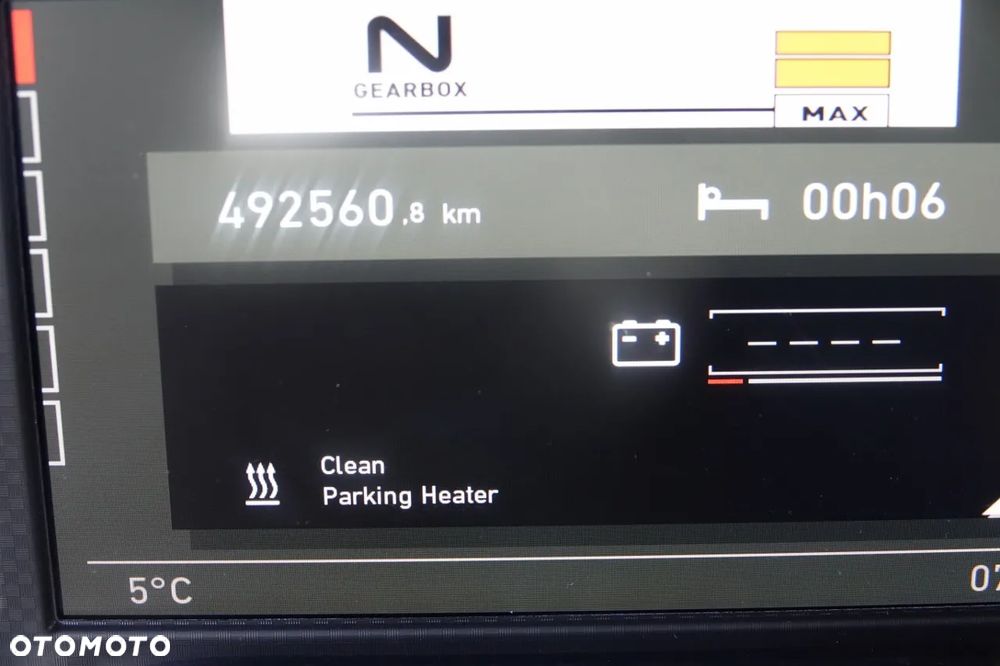 N
GEARBOX
MAX
492560,8 km
00h06
Clean
Parking Heater
5°C
OTOMOTO